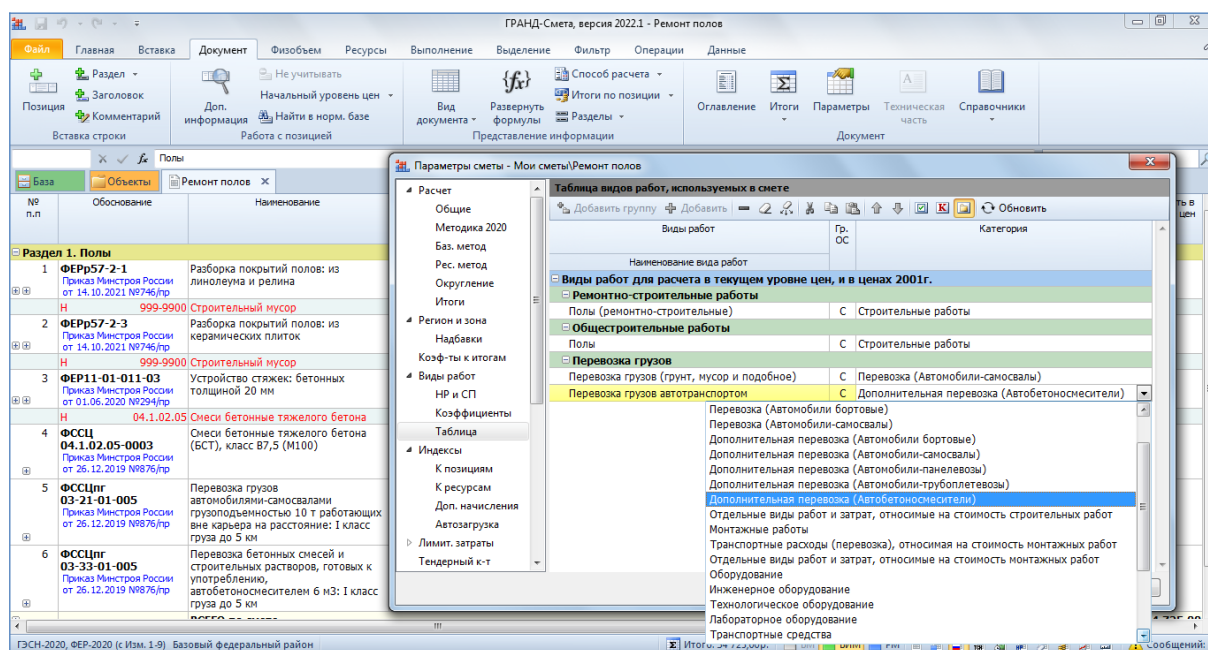 ГРАНД-Смета, версия 2022.1 - Ремонт полов
Файл Главная Вставка Документ Физобъем Ресурсы Выполнение Выделение Фильтр Операции Данные
Позиция
Раздел
Заголовок
Комментарий
Вставка строки
Доп. информация
Не учитывать
Начальный уровень цен
Найти в норм. базе
Работа с позицией
Вид документа
Развернуть формулы
Способ расчета
Итоги по позиции
Разделы
Представление информации
Оглавление
Итоги
Параметры
Техническая часть
Справочники
Документ
fx Полы
База Объекты Ремонт полов
№ п.п
Обоснование
Наименование
ть в
цен
Раздел 1. Полы
1 ФЕРр57-2-1 Разборка покрытий полов: из
Приказ Минстроя России линолеума и релина
от 14.10.2021 №746/пр
Н 999-9900 Строительный мусор
2 ФЕРр57-2-3 Разборка покрытий полов: из
Приказ Минстроя России керамических плиток
от 14.10.2021 №746/пр
Н 999-9900 Строительный мусор
3 ФЕР11-01-011-03 Устройство стяжек: бетонных
Приказ Минстроя России толщиной 20 мм
от 01.06.2020 №294/пр
Н 04.1.02.05 Смеси бетонные тяжелого бетона
4 ФССЦ Смеси бетонные тяжелого бетона
04.1.02.05-0003 (БСТ), класс В7,5 (М100)
Приказ Минстроя России
от 26.12.2019 №876/пр
5 ФССЦпг Перевозка грузов
03-21-01-005 автомобилями-самосвалами
Приказ Минстроя России грузоподъемностью 10 т работающих
от 26.12.2019 №876/пр вне карьера на расстояние: I класс
груза до 5 км
6 ФССЦпг Перевозка бетонных смесей и
03-33-01-005 строительных растворов, готовых к
Приказ Минстроя России употреблению,
от 26.12.2019 №876/пр автобетоносмесителем 6 м3: I класс
груза до 5 км
Параметры сметы - Мои сметы\Ремонт полов
Расчет
Общие
Методика 2020
Баз. метод
Рес. метод
Округление
Итоги
Регион и зона
Надбавки
Коэф-ты к итогам
Виды работ
НР и СП
Коэффициенты
Таблица
Индексы
К позициям
К ресурсам
Доп. начисления
Автозагрузка
Лимит. затраты
Тендерный к-т
Таблица видов работ, используемых в смете
Добавить группу Добавить К Обновить
Виды работ
Гр. ОС
Категория
Наименование вида работ
Виды работ для расчета в текущем уровне цен, и в ценах 2001г.
Ремонтно-строительные работы
Полы (ремонтно-строительные) С Строительные работы
Общестроительные работы
Полы С Строительные работы
Перевозка грузов
Перевозка грузов (грунт, мусор и подобное) С Перевозка (Автомобили-самосвалы)
Перевозка грузов автотранспортом С Дополнительная перевозка (Автобетоносмесители)
Перевозка (Автомобили бортовые)
Перевозка (Автомобили-самосвалы)
Дополнительная перевозка (Автомобили бортовые)
Дополнительная перевозка (Автомобили-самосвалы)
Дополнительная перевозка (Автомобили-панелевозы)
Дополнительная перевозка (Автомобили-трубоплетевозы)
Дополнительная перевозка (Автобетоносмесители)
Отдельные виды работ и затрат, относимые на стоимость строительных работ
Монтажные работы
Транспортные расходы (перевозка), относимая на стоимость монтажных работ
Отдельные виды работ и затрат, относимые на стоимость монтажных работ
Оборудование
Инженерное оборудование
Технологическое оборудование
Лабораторное оборудование
Транспортные средства
ГЭСН-2020, ФЕР-2020 (с Изм. 1-9) Базовый федеральный район
Сообщений: